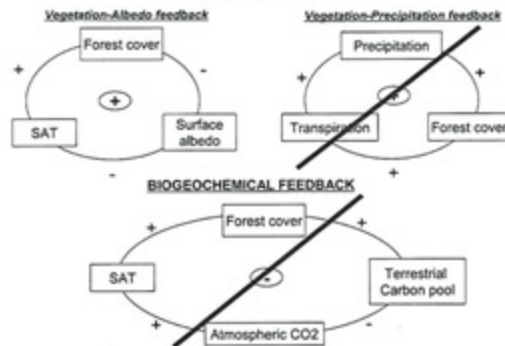 Vegetation-Albedo feedback
Forest cover
+
-
+
SAT
Surface
albedo
-
Vegetation-Precipitation feedback
Precipitation
+
+
+
Transpiration
Forest cover
+
BIOGEOCHEMICAL FEEDBACK
Forest cover
+
+
SAT
-
Terrestrial
Carbon pool
+
-
Atmospheric CO2